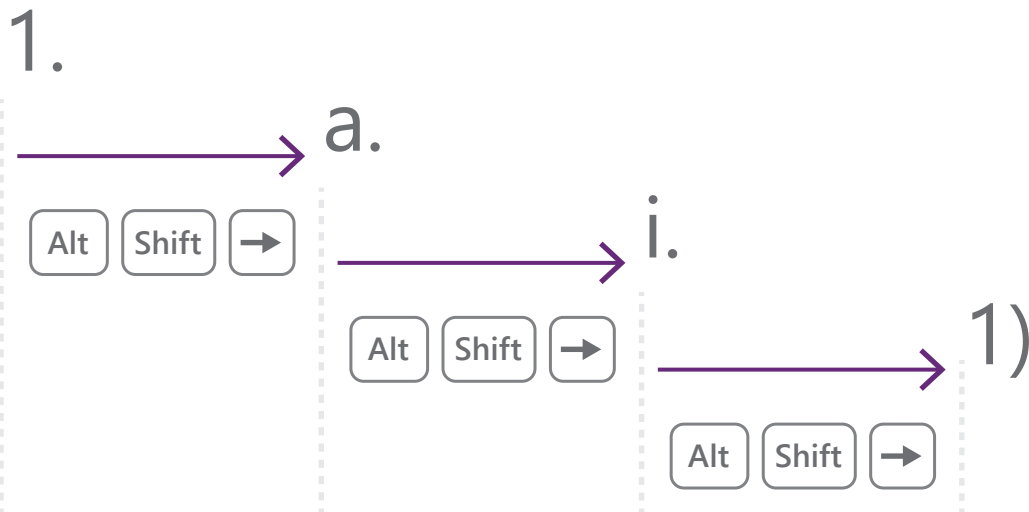 1.
a.
Alt Shift →
i.
Alt Shift →
1)
Alt Shift →